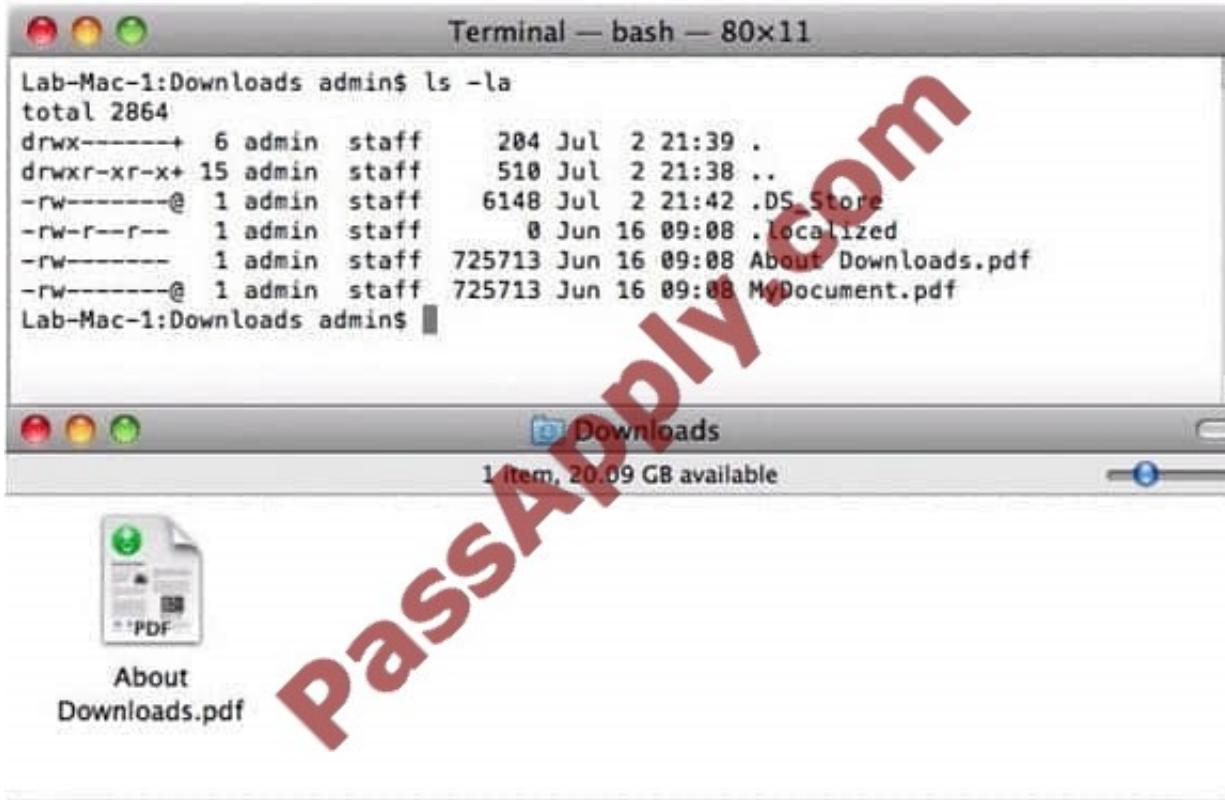 Terminal — bash — 80×11
Lab-Mac-1:Downloads admin$ ls -la
total 2864
drwx------+ 6 admin staff 204 Jul 2 21:39 .
drwxr-xr-x+ 15 admin staff 510 Jul 2 21:38 ..
-rw-------@ 1 admin staff 6148 Jul 2 21:42 .DS_Store
-rw-r--r-- 1 admin staff 0 Jun 16 09:08 .localized
-rw------- 1 admin staff 725713 Jun 16 09:08 About Downloads.pdf
-rw-------@ 1 admin staff 725713 Jun 16 09:08 MyDocument.pdf
Lab-Mac-1:Downloads admin$
Downloads
1 item, 20.09 GB available
PDF
About
Downloads.pdf
PassApply.com